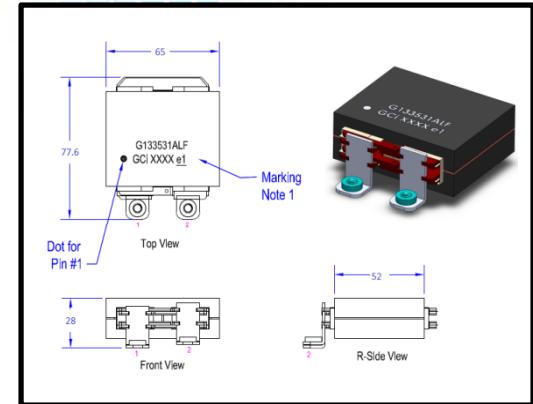 65
77.6
G133531ALF
GCi XXXX e1
Marking
Note 1
Dot for
Pin #1
1
2
Top View
G133531ALF
GCi XXXX e1
28
1
2
Front View
52
2
R-Side View